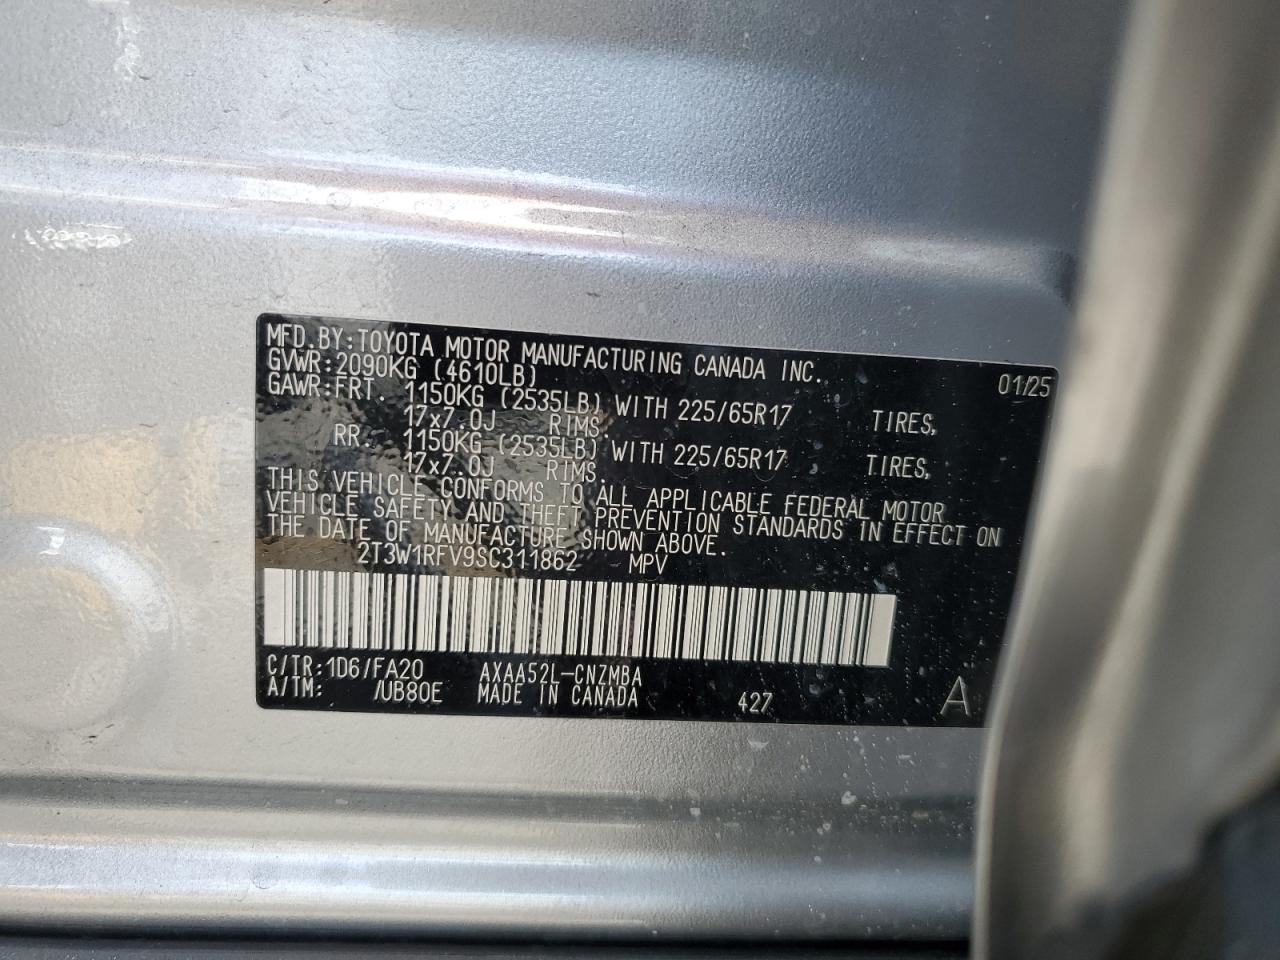 MFD.BY:TOYOTA MOTOR MANUFACTURING CANADA INC. 01/25
GVWR:2090KG (4610LB)
GAWR:FRT. 1150KG (2535LB) WITH 225/65R17 TIRES,
17x7.0J RIMS.
RR. 1150KG (2535LB) WITH 225/65R17 TIRES,
17x7.0J RIMS.
THIS VEHICLE CONFORMS TO ALL APPLICABLE FEDERAL MOTOR
VEHICLE SAFETY AND THEFT PREVENTION STANDARDS IN EFFECT ON
THE DATE OF MANUFACTURE SHOWN ABOVE.
2T3W1RFV9SC311862 MPV
C/TR:1D6/FA20 AXAA52L-CNZMBA
A/TM: /UB80E MADE IN CANADA 427 A